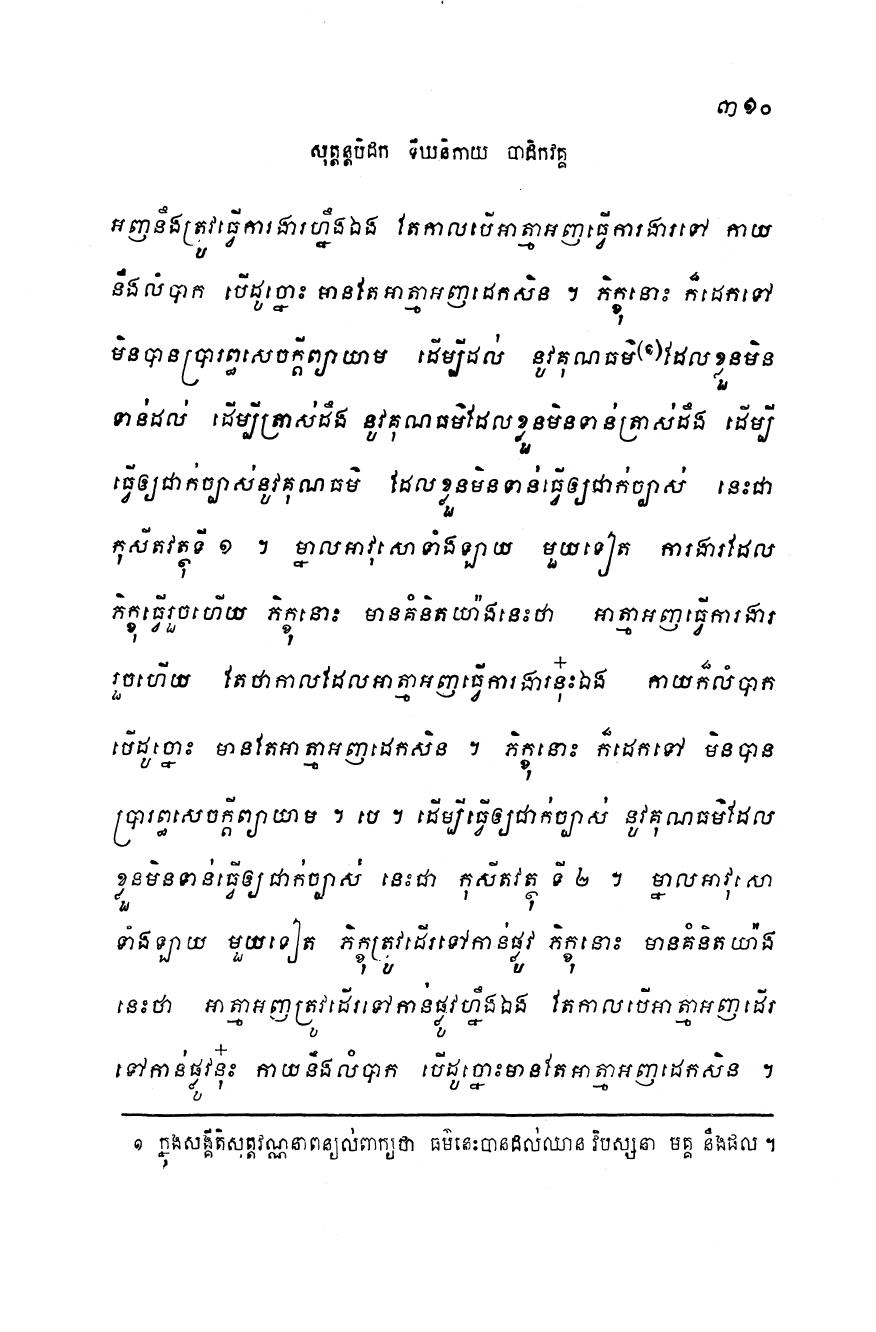 ៣១០
សុត្តន្តបិដក ទីឃនិកាយ បាដិកវគ្គ
អញនឹងត្រូវធ្វើការងារហ្នឹងឯង តែកាលបើអាត្មាអញធ្វើការងារទៅ កាយ
នឹងលំបាក បើដូច្នោះ មានតែអាត្មាអញដេកសិន ។ ភិក្ខុនោះ ក៏ដេកទៅ
មិនបានប្រារព្ធសេចក្តីព្យាយាម ដើម្បីដល់ នូវគុណធម៌(១)ដែលខ្លួនមិន
ទាន់ដល់ ដើម្បីត្រាស់ដឹង នូវគុណធម៌ដែលខ្លួនមិនទាន់ត្រាស់ដឹង ដើម្បី
ធ្វើឲ្យជាក់ច្បាស់នូវគុណធម៌ ដែលខ្លួនមិនទាន់ធ្វើឲ្យជាក់ច្បាស់ នេះជា
កុសីតវត្ថុទី ១ ។ ម្នាលអាវុសោទាំងឡាយ មួយទៀត ការងារដែល
ភិក្ខុធ្វើរួចហើយ ភិក្ខុនោះ មានគំនិតយ៉ាងនេះថា អាត្មាអញធ្វើការងារ
រួចហើយ តែថាកាលដែលអាត្មាអញធ្វើការងារនុ៎ះឯង កាយក៏លំបាក
បើដូច្នោះ មានតែអាត្មាអញដេកសិន ។ ភិក្ខុនោះ ក៏ដេកទៅ មិនបាន
ប្រារព្ធសេចក្តីព្យាយាម ។ បេ ។ ដើម្បីធ្វើឲ្យជាក់ច្បាស់ នូវគុណធម៌ដែល
ខ្លួនមិនទាន់ធ្វើឲ្យជាក់ច្បាស់ នេះជា កុសីតវត្ថុ ទី ២ ។ ម្នាលអាវុសោ
ទាំងឡាយ មួយទៀត ភិក្ខុត្រូវដើរទៅកាន់ផ្លូវ ភិក្ខុនោះ មានគំនិតយ៉ាង
នេះថា អាត្មាអញត្រូវដើរទៅកាន់ផ្លូវហ្នឹងឯង តែកាលបើអាត្មាអញដើរ
ទៅកាន់ផ្លូវនុ៎ះ កាយនឹងលំបាក បើដូច្នោះមានតែអាត្មាអញដេកសិន ។
១ ក្នុងសង្គីតិសុត្តវណ្ណនាពន្យល់ពាក្យថា ធម៌នេះបានដល់ឈាន វិបស្សនា មគ្គ នឹងផល ។